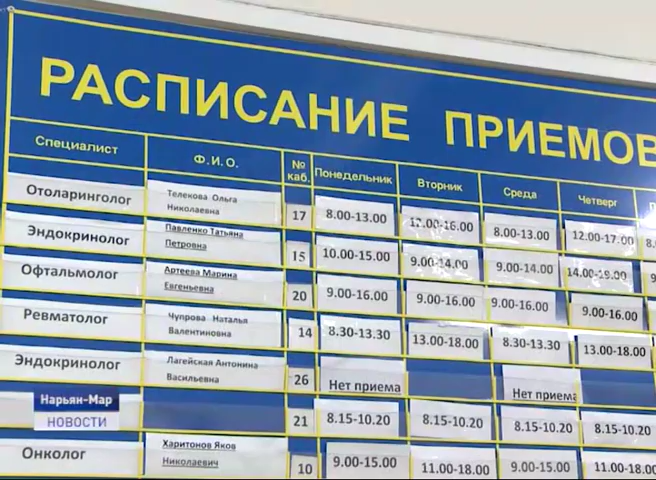 РАСПИСАНИЕ ПРИЕМОВ
Специалист Ф.И.О. № каб. Понедельник Вторник Среда Четверг
Отоларинголог Телекова Ольга Николаевна 17 8.00-13.00 12.00-16.00 8.00-13.00 12.00-17.00
Эндокринолог Павленко Татьяна Петровна 15 10.00-15.00 9.00-14.00 9.00-14.00 14.00-19.00
Офтальмолог Артеева Марина Евгеньевна 20 9.00-16.00 9.00-16.00 9.00-16.00 9.00-16.00
Ревматолог Чупрова Наталья Валентиновна 14 8.30-13.30 13.00-18.00 8.30-13.30 13.00-18.00
Эндокринолог Лагейская Антонина Васильевна 26 Нет приема Нет приема
21 8.15-10.20 8.15-10.20 8.15-10.20 8.15-10.20
Онколог Харитонов Яков Николаевич 10 9.00-15.00 11.00-18.00 9.00-15.00 11.00-18.00
Нарьян-Мар
НОВОСТИ